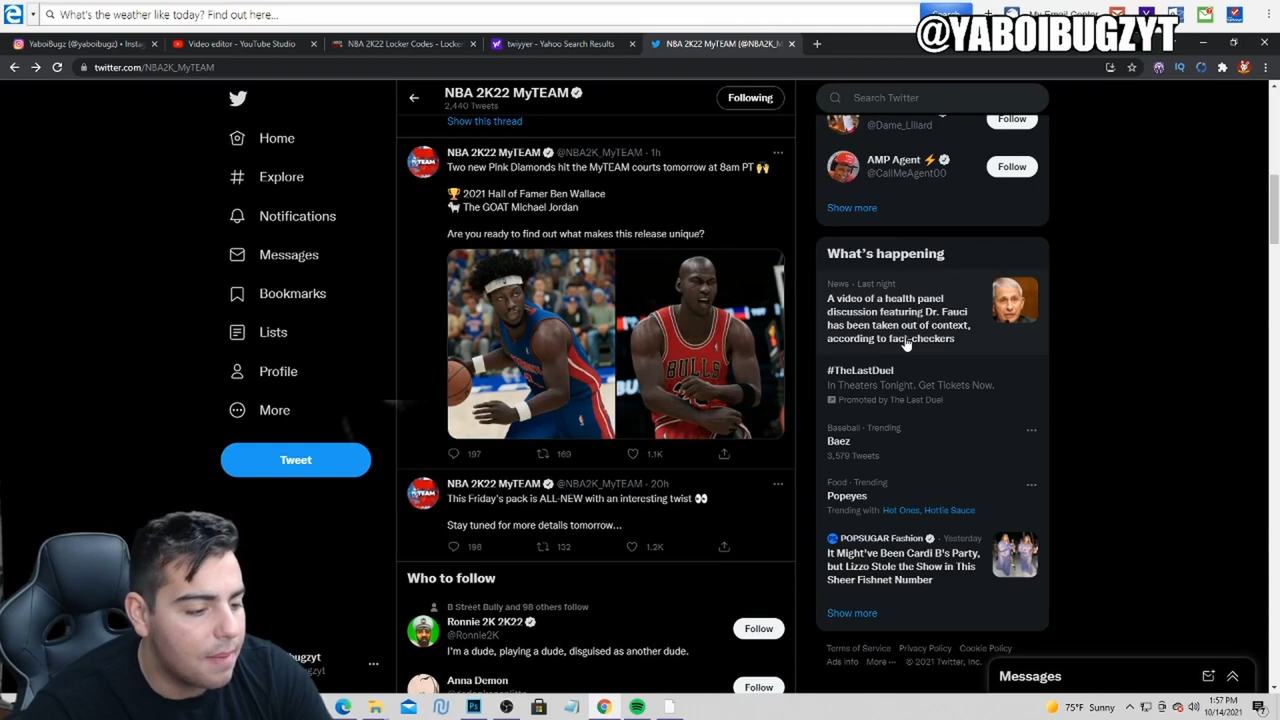 What's the weather like today? Find out here...
Search
My Email Center
@YABOIBUGZYT
YaboiBugz (@yaboibugz) • Insta
Video editor - YouTube Studio
NBA 2K22 Locker Codes - Locker
twiyyer - Yahoo Search Results
NBA 2K22 MyTEAM (@NBA2K_M
twitter.com/NBA2K_MyTEAM
IQ
NBA 2K22 MyTEAM
2,440 Tweets
Following
Search Twitter
Home
Explore
Notifications
Messages
Bookmarks
Lists
Profile
More
Tweet
Show this thread
NBA 2K22 MyTEAM @NBA2K_MyTEAM · 1h
Two new Pink Diamonds hit the MyTEAM courts tomorrow at 8am PT 🙌
🏆 2021 Hall of Famer Ben Wallace
🐐 The GOAT Michael Jordan
Are you ready to find out what makes this release unique?
BULLS
197 169 1.1K
NBA 2K22 MyTEAM @NBA2K_MyTEAM · 20h
This Friday's pack is ALL-NEW with an interesting twist 👀
Stay tuned for more details tomorrow...
198 132 1.2K
Who to follow
B Street Bully and 98 others follow
Ronnie 2K 2K22
@Ronnie2K
Follow
I'm a dude, playing a dude, disguised as another dude.
Anna Demon
Follow
@Dame_Lillard
Follow
AMP Agent ⚡
@CallMeAgent00
Follow
Show more
What's happening
News · Last night
A video of a health panel
discussion featuring Dr. Fauci
has been taken out of context,
according to fact-checkers
#TheLastDuel
In Theaters Tonight. Get Tickets Now.
Promoted by The Last Duel
Baseball · Trending
Baez
3,579 Tweets
Food · Trending
Popeyes
Trending with Hot Ones, Hottie Sauce
POPSUGAR Fashion · Yesterday
It Might've Been Cardi B's Party,
but Lizzo Stole the Show in This
Sheer Fishnet Number
Show more
Terms of Service Privacy Policy Cookie Policy
Ads info More ··· © 2021 Twitter, Inc.
Messages
75°F Sunny
1:57 PM
10/14/2021